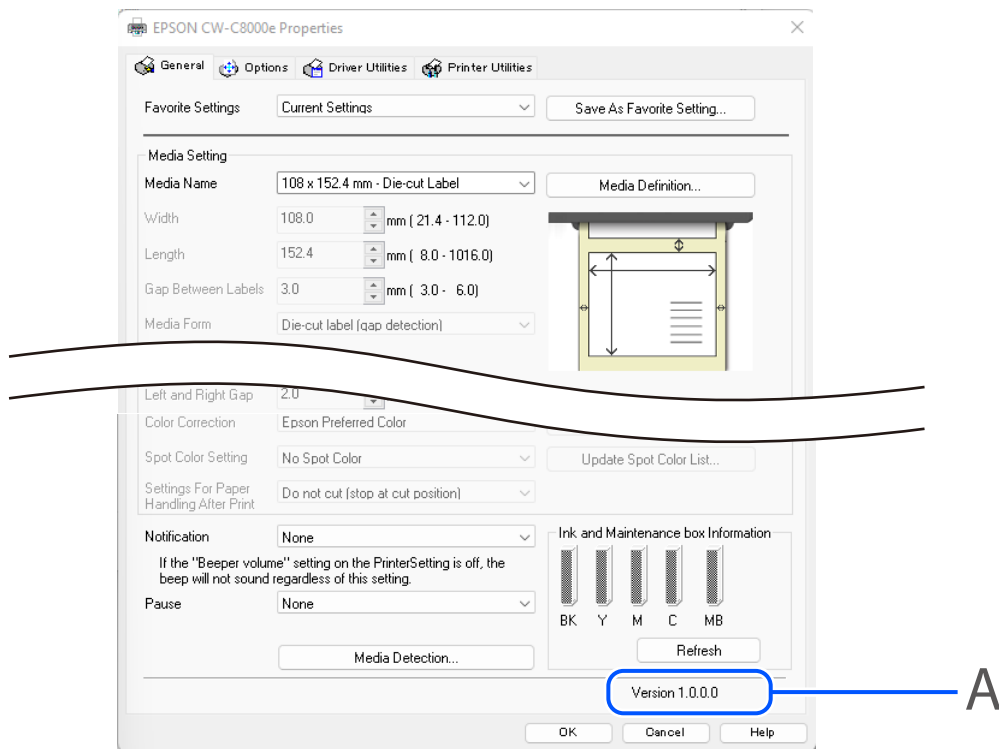 EPSON CW-C8000e Properties
General Options Driver Utilities Printer Utilities
Favorite Settings Current Settings Save As Favorite Setting...
Media Setting
Media Name 108 x 152.4 mm - Die-cut Label Media Definition...
Width 108.0 mm ( 21.4 - 112.0)
Length 152.4 mm ( 8.0 - 1016.0)
Gap Between Labels 3.0 mm ( 3.0 - 6.0)
Media Form Die-cut label (gap detection)
Left and Right Gap 2.0
Color Correction Epson Preferred Color
Spot Color Setting No Spot Color Update Spot Color List...
Settings For Paper
Handling After Print Do not cut (stop at cut position)
Notification None
If the "Beeper volume" setting on the PrinterSetting is off, the
beep will not sound regardless of this setting.
Pause None
Media Detection...
Ink and Maintenance box Information
BK Y M C MB
Refresh
Version 1.0.0.0
A
OK Cancel Help